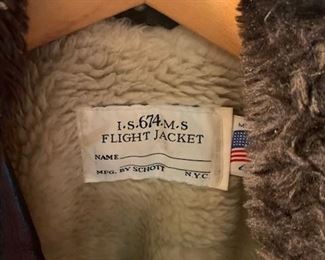 I.S.674.M.S
FLIGHT JACKET
NAME
MFG. BY SCHOTT N.Y.C